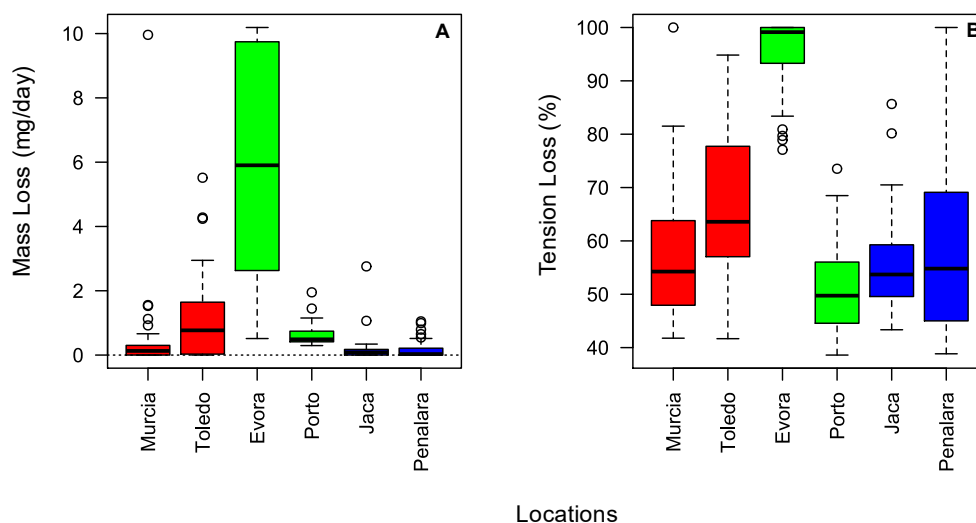 A
Mass Loss (mg/day)
10
8
6
4
2
0
Murcia
Toledo
Evora
Porto
Jaca
Penalara
B
Tension Loss (%)
100
90
80
70
60
50
40
Murcia
Toledo
Evora
Porto
Jaca
Penalara
Locations